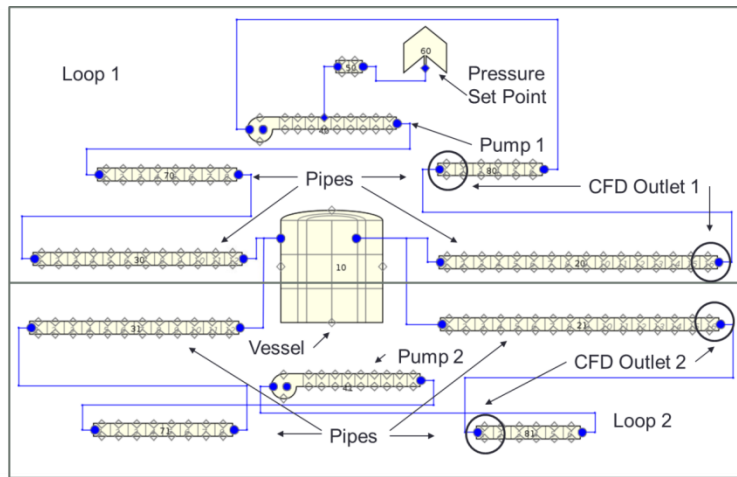 60
50
Loop 1
Pressure
Set Point
40
Pump 1
70
80
Pipes
CFD Outlet 1
30
10
20
31
21
Vessel
Pump 2
CFD Outlet 2
41
71
Pipes
81
Loop 2